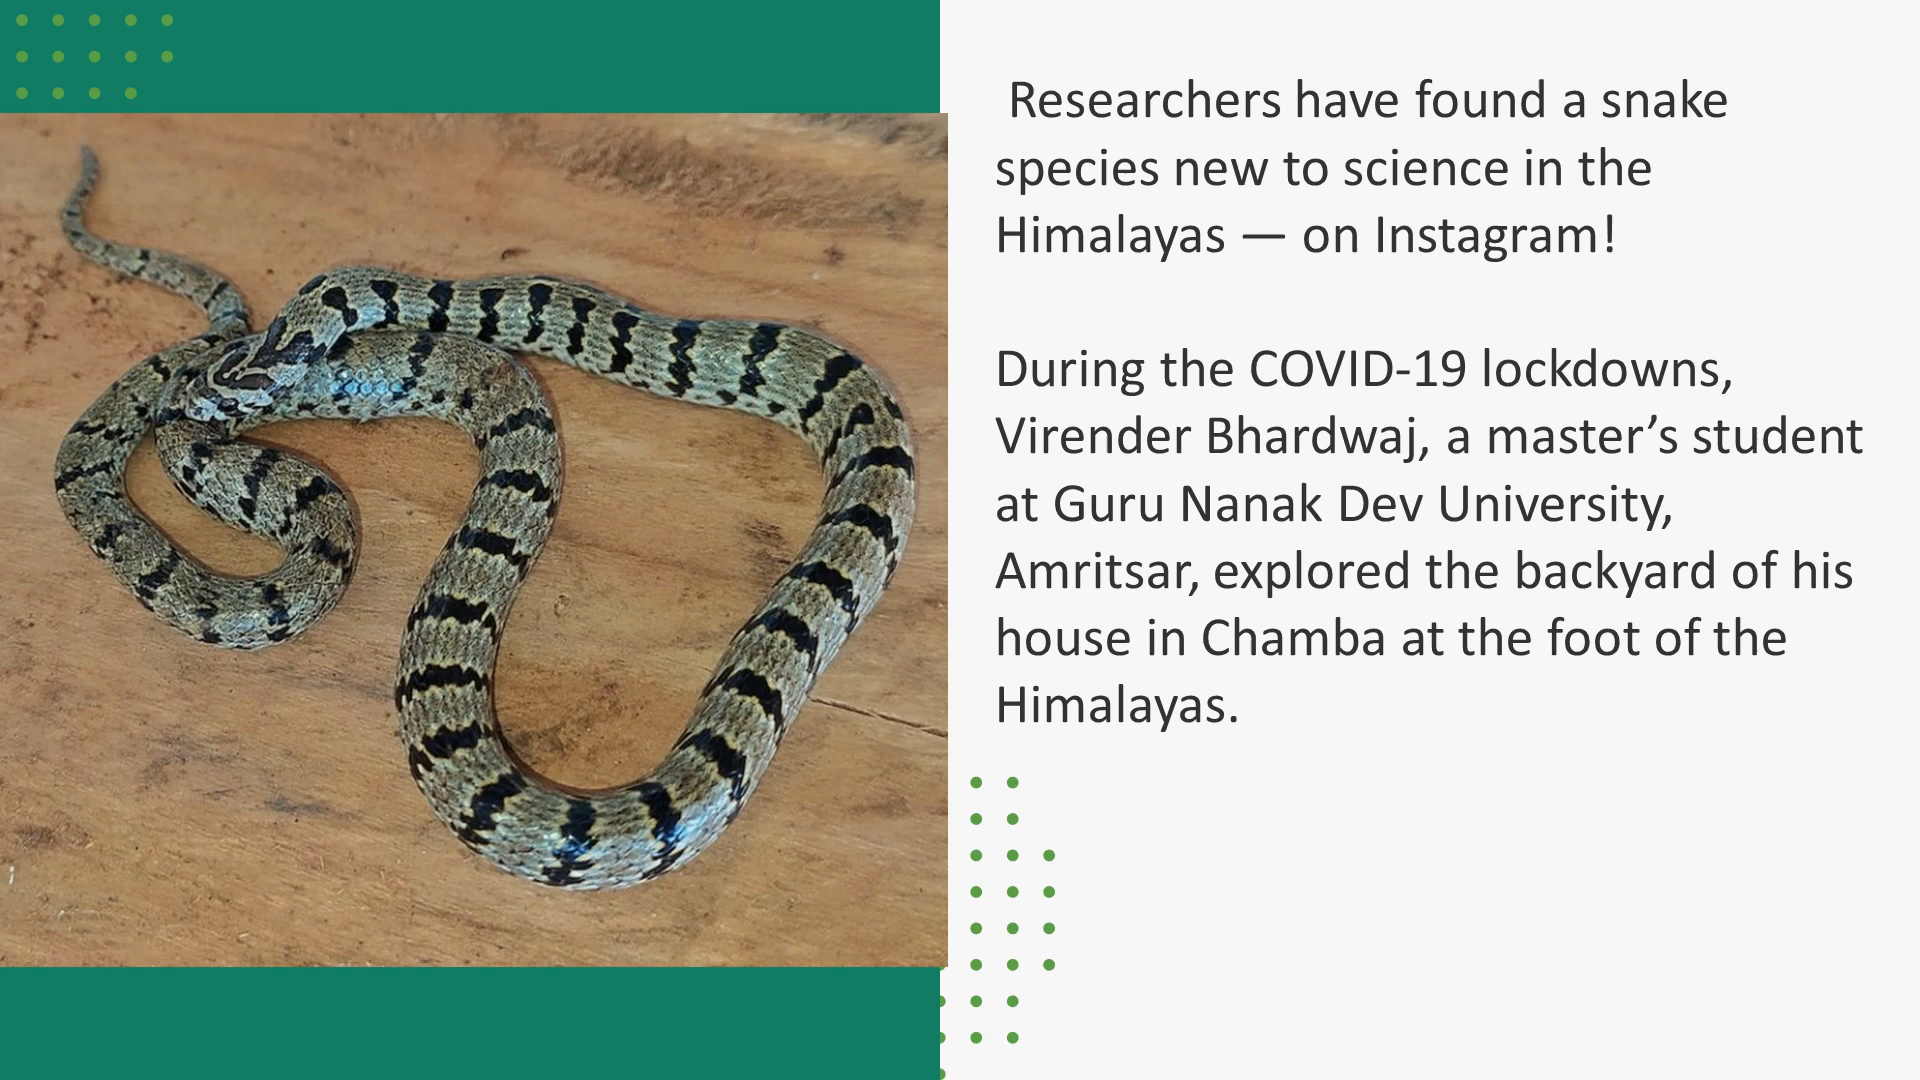 Researchers have found a snake
species new to science in the
Himalayas — on Instagram!
During the COVID-19 lockdowns,
Virender Bhardwaj, a master’s student
at Guru Nanak Dev University,
Amritsar, explored the backyard of his
house in Chamba at the foot of the
Himalayas.